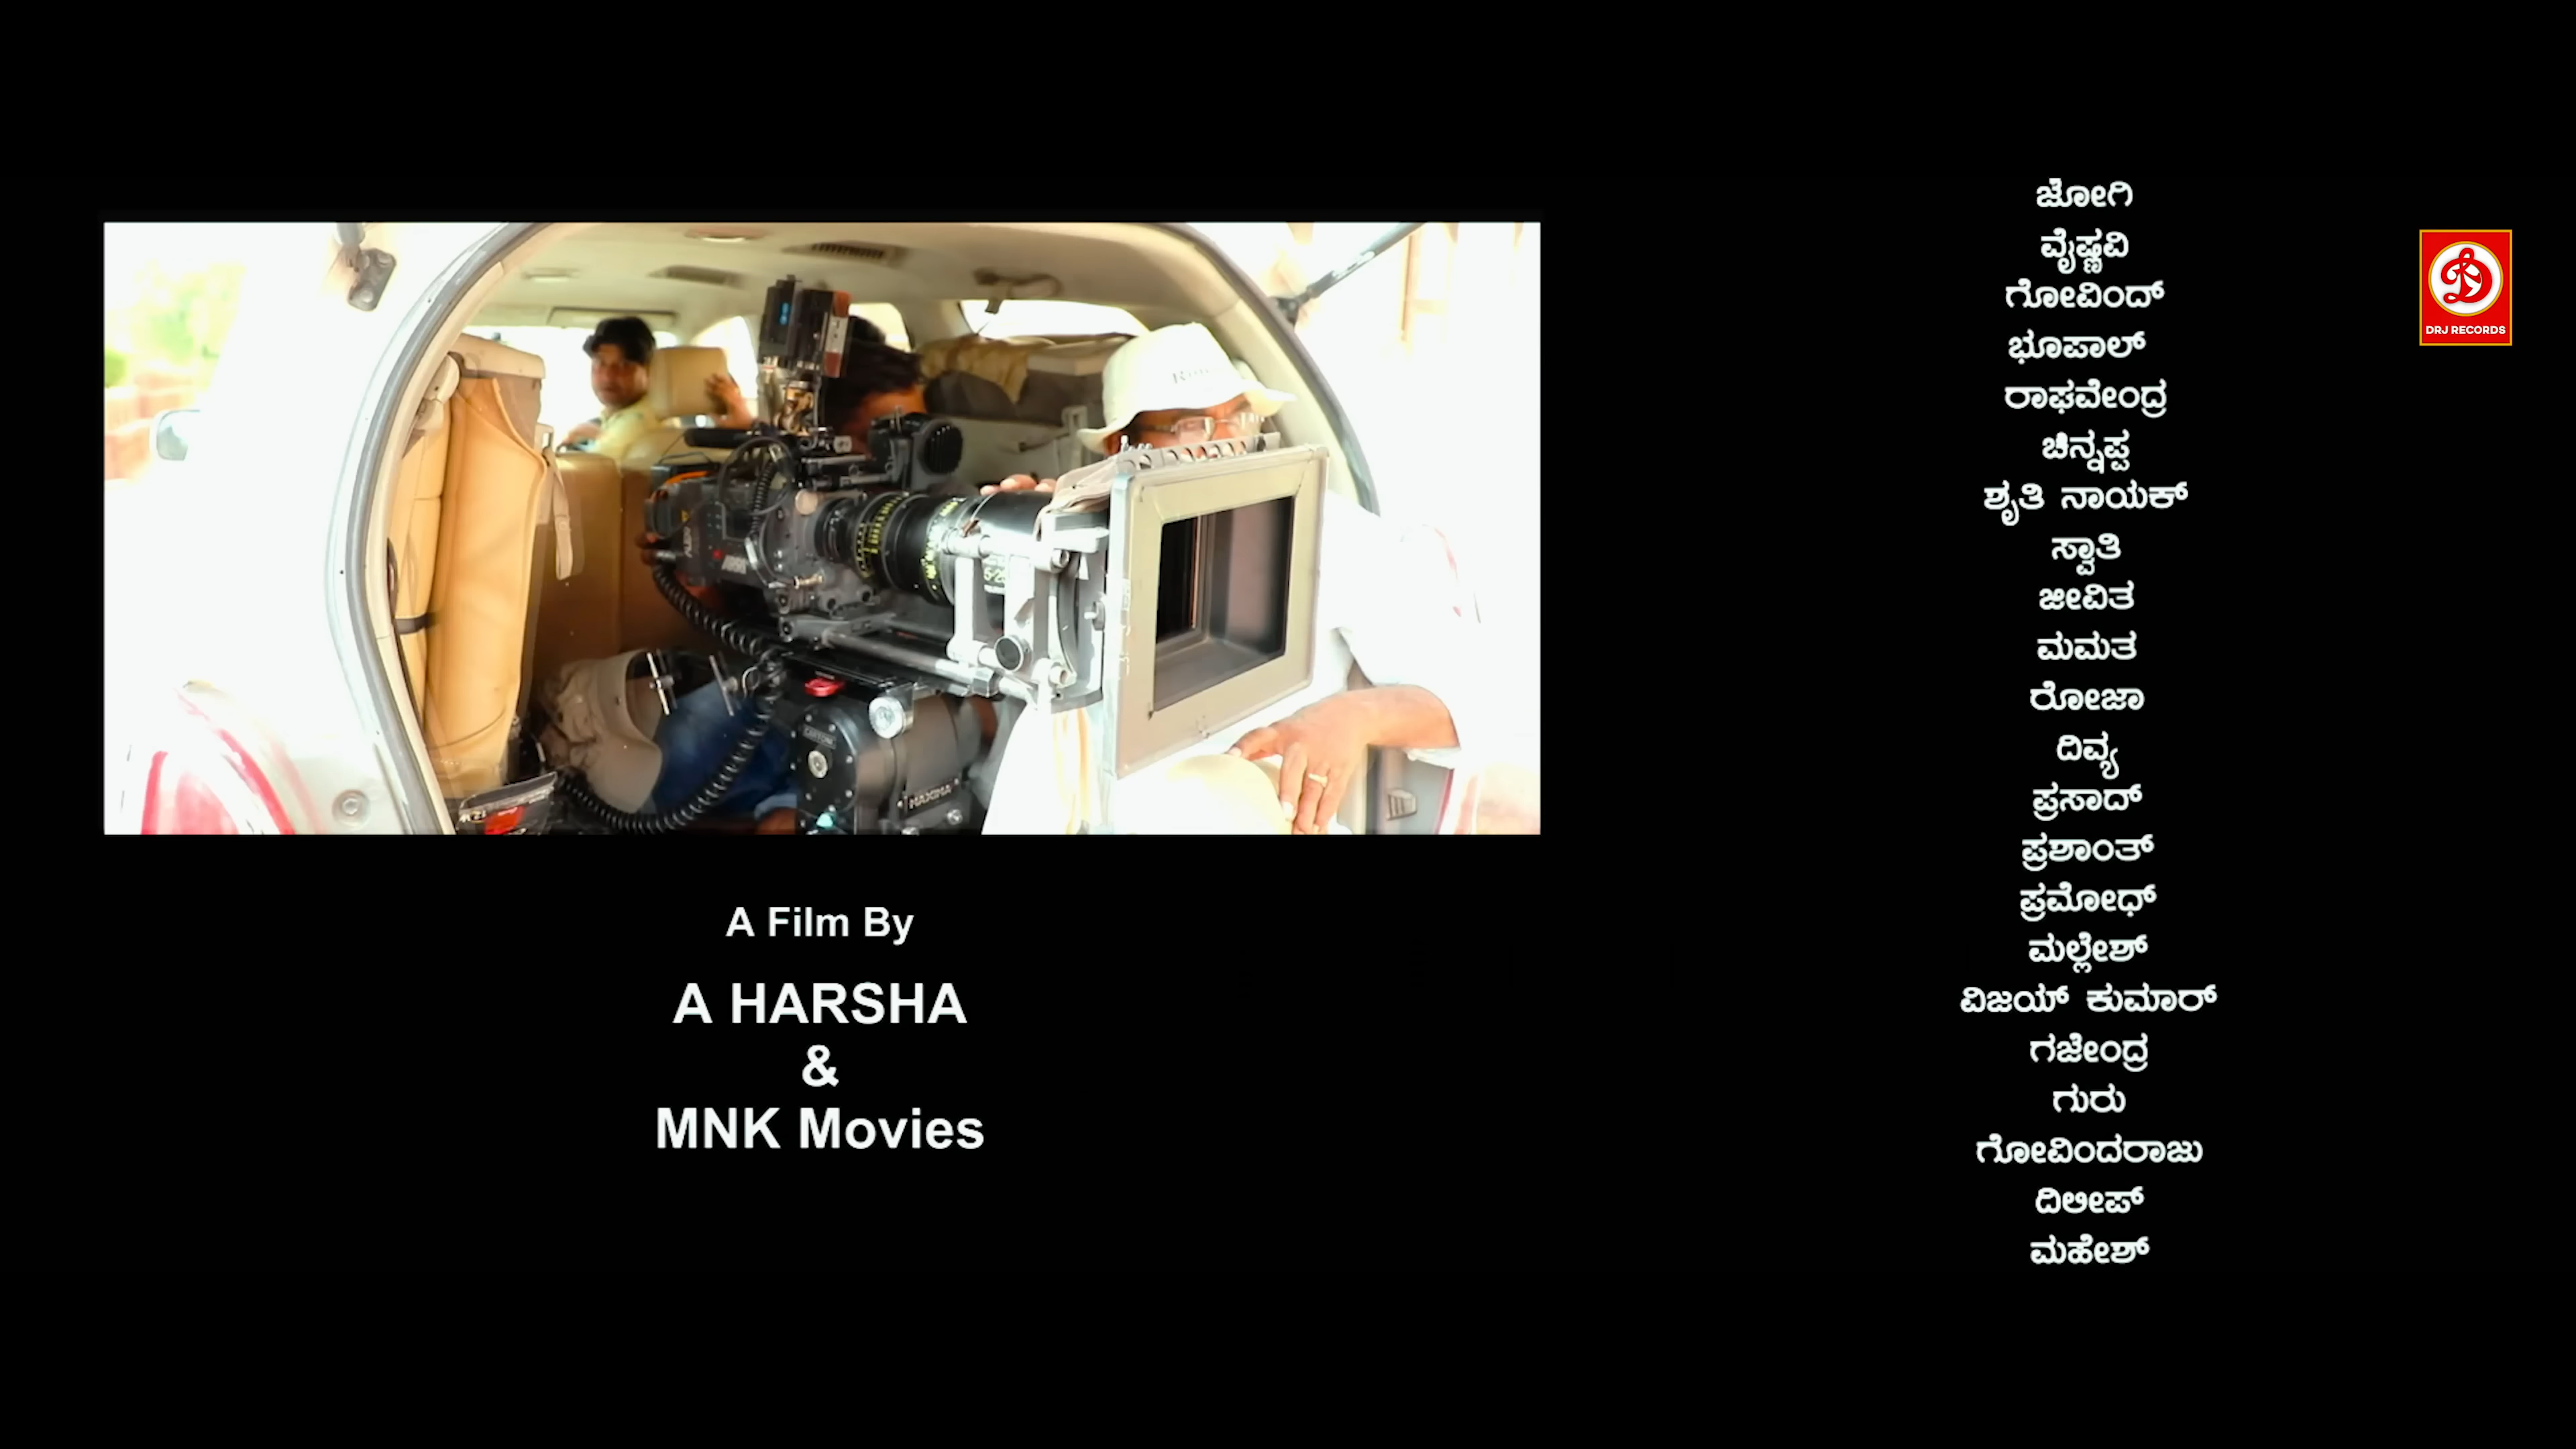 A Film By
A HARSHA
&
MNK Movies
ಜೋಗಿ
ವೈಷ್ಣವಿ
ಗೋವಿಂದ್
ಭೂಪಾಲ್
ರಾಘವೇಂದ್ರ
ಚಿನ್ನಪ್ಪ
ಶೃತಿ ನಾಯಕ್
ಸ್ವಾತಿ
ಜೀವಿತ
ಮಮತ
ರೋಜಾ
ದಿವ್ಯ
ಪ್ರಸಾದ್
ಪ್ರಶಾಂತ್
ಪ್ರಮೋಧ್
ಮಲ್ಲೇಶ್
ವಿಜಯ್ ಕುಮಾರ್
ಗಜೇಂದ್ರ
ಗುರು
ಗೋವಿಂದರಾಜು
ದಿಲೀಪ್
ಮಹೇಶ್
DRJ RECORDS
MAXIMA